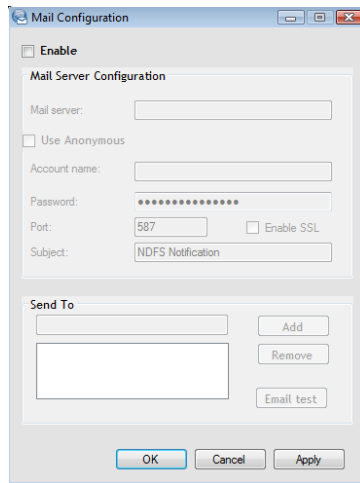 Mail Configuration
Enable
Mail Server Configuration
Mail server:
Use Anonymous
Account name:
Password: •••••••••••••••
Port: 587 Enable SSL
Subject: NDFS Notification
Send To
Add
Remove
Email test
OK Cancel Apply